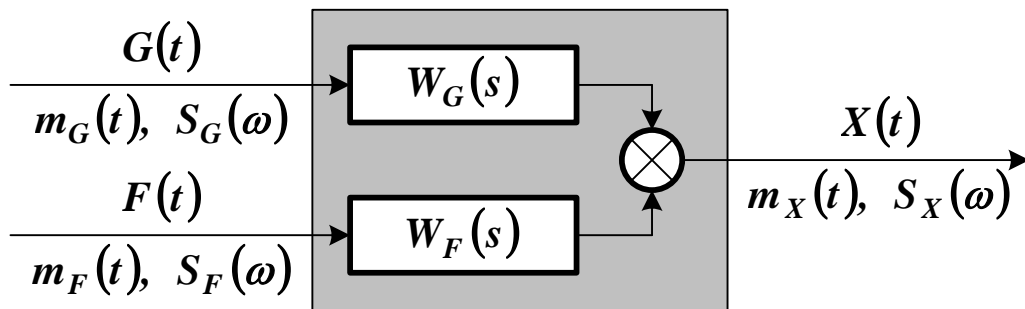 G(t)
m_G(t), S_G(ω)
W_G(s)
X(t)
m_X(t), S_X(ω)
F(t)
m_F(t), S_F(ω)
W_F(s)